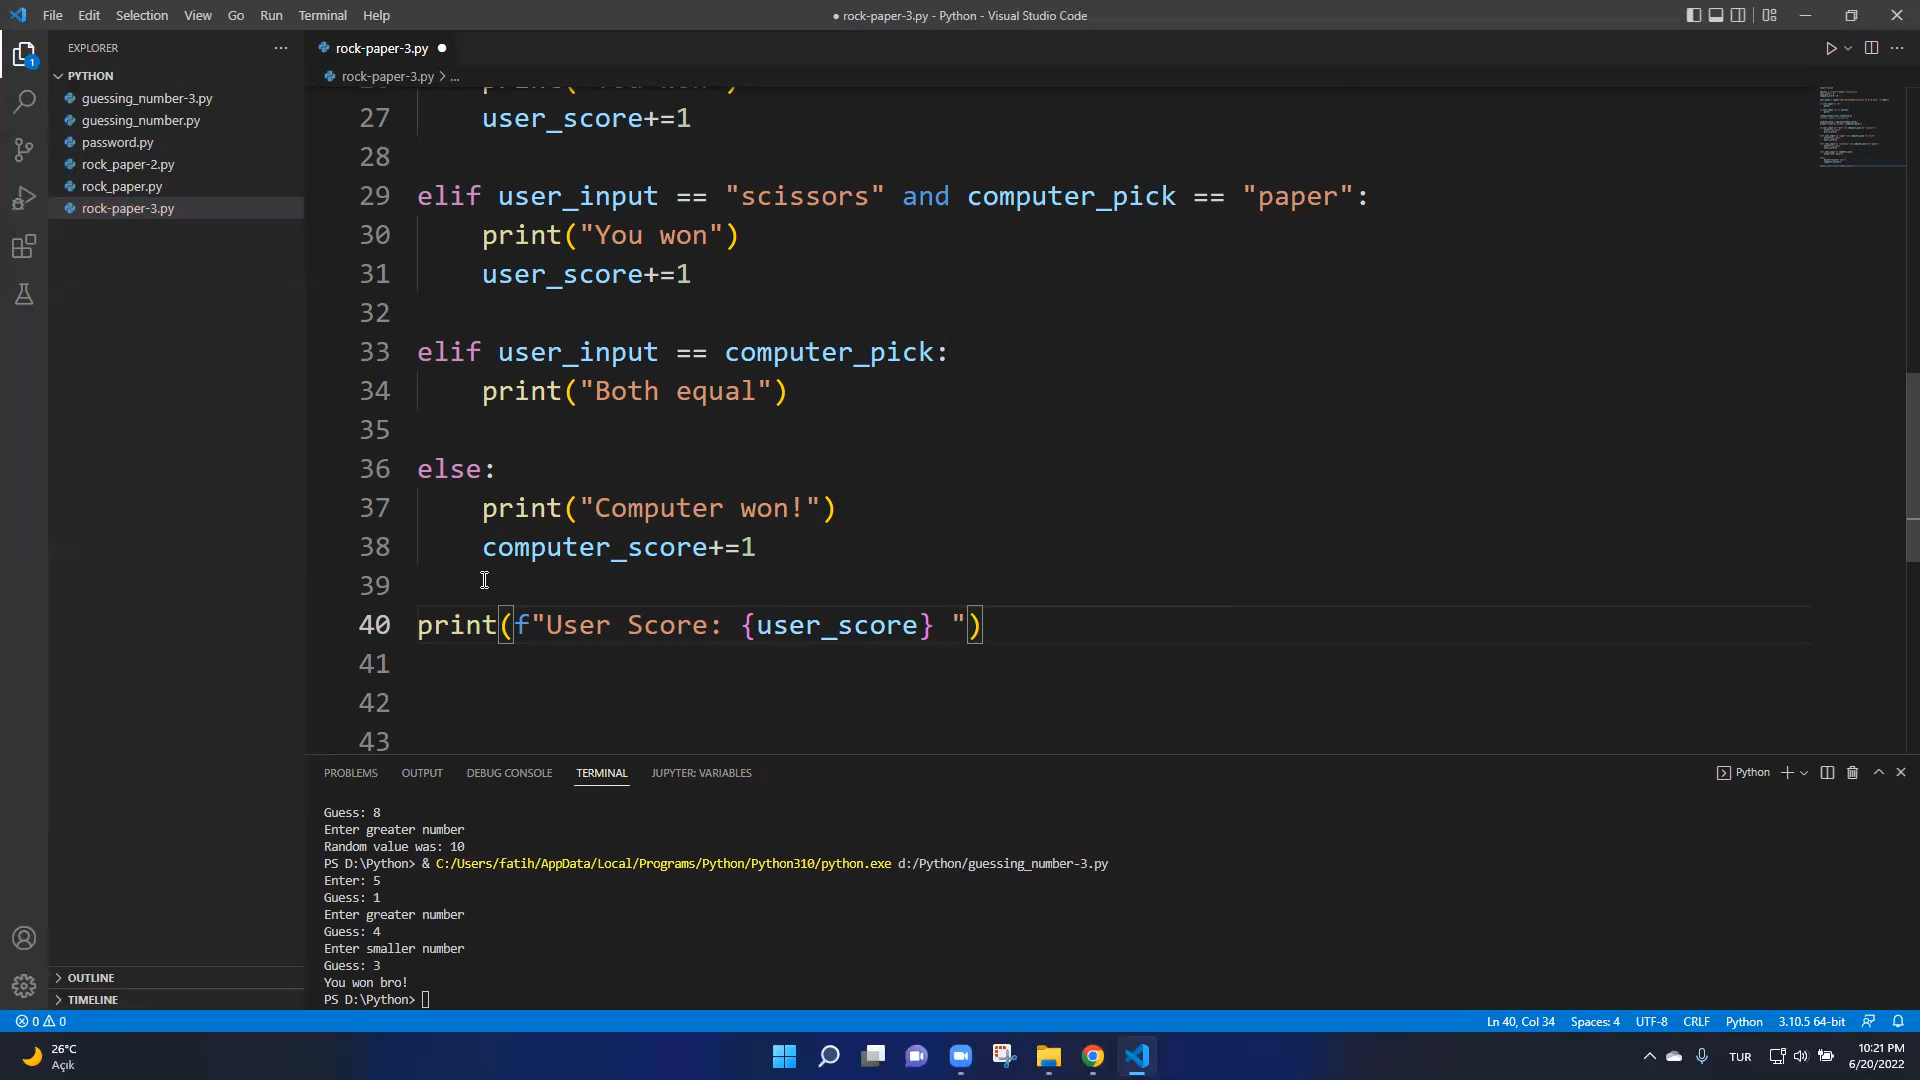 File Edit Selection View Go Run Terminal Help
● rock-paper-3.py - Python - Visual Studio Code
EXPLORER
PYTHON
guessing_number-3.py
guessing_number.py
password.py
rock_paper-2.py
rock_paper.py
rock-paper-3.py
OUTLINE
TIMELINE
1
rock-paper-3.py
rock-paper-3.py > ...
27 user_score+=1
28
29 elif user_input == "scissors" and computer_pick == "paper":
30 print("You won")
31 user_score+=1
32
33 elif user_input == computer_pick:
34 print("Both equal")
35
36 else:
37 print("Computer won!")
38 computer_score+=1
39
40 print(f"User Score: {user_score} ")
41
42
43
PROBLEMS OUTPUT DEBUG CONSOLE TERMINAL JUPYTER: VARIABLES
Python
Guess: 8
Enter greater number
Random value was: 10
PS D:\Python> & C:/Users/fatih/AppData/Local/Programs/Python/Python310/python.exe d:/Python/guessing_number-3.py
Enter: 5
Guess: 1
Enter greater number
Guess: 4
Enter smaller number
Guess: 3
You won bro!
PS D:\Python>
0 0
Ln 40, Col 34 Spaces: 4 UTF-8 CRLF Python 3.10.5 64-bit
26°C
Açık
TUR
10:21 PM
6/20/2022